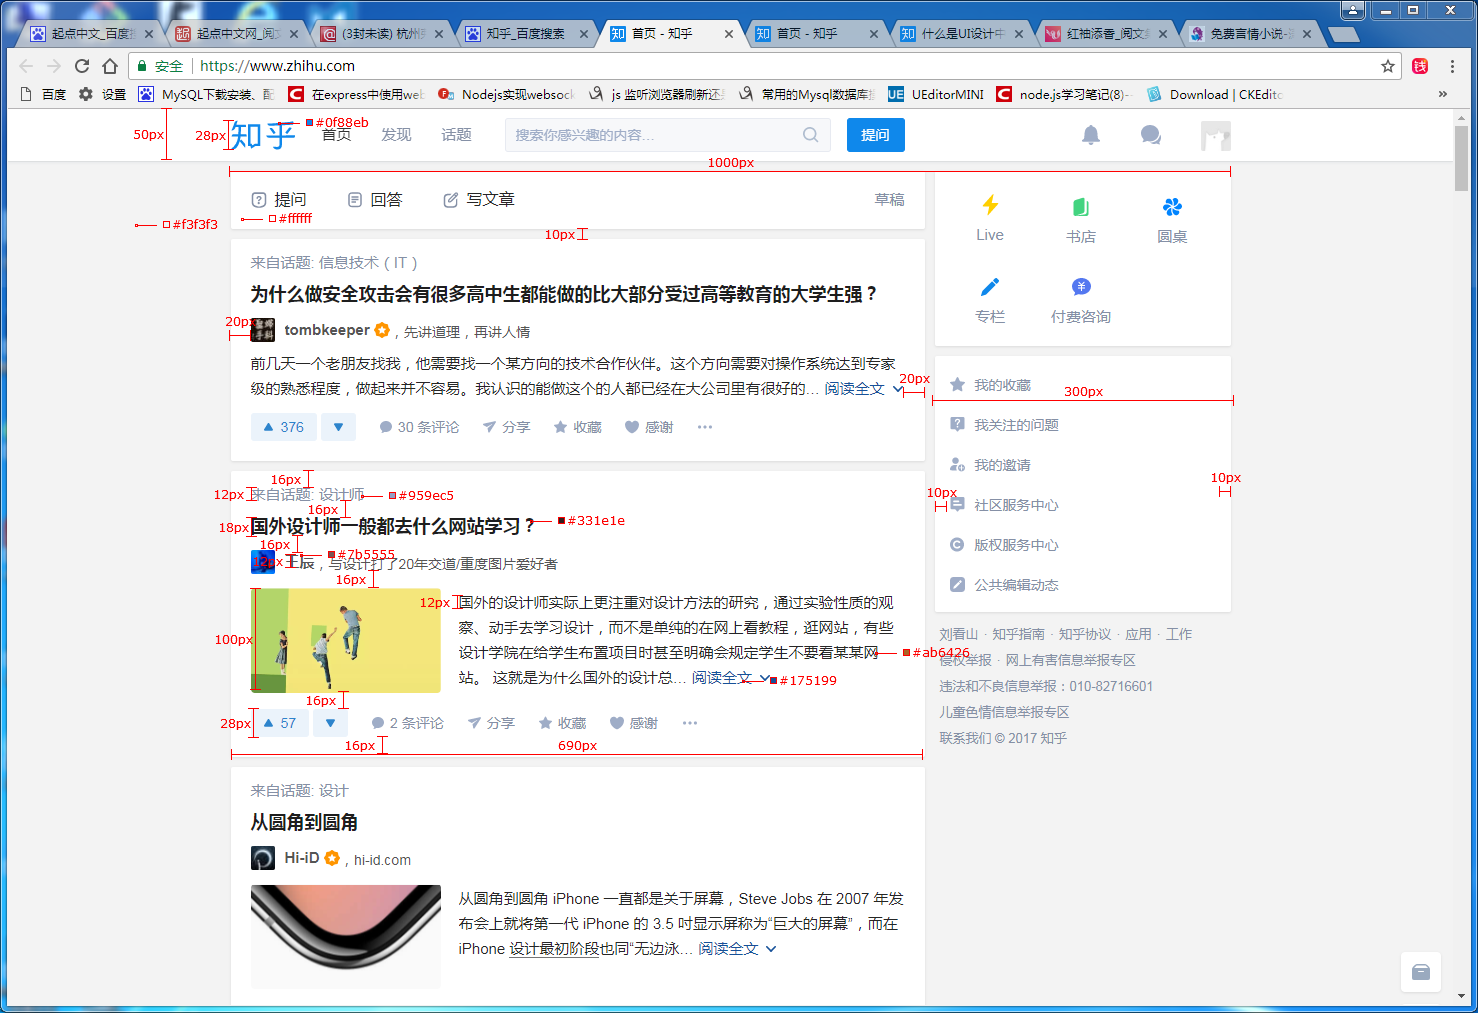 起点中文_百度
起点中文网_阅
(3封未读) 杭州
知乎_百度搜索
首页 - 知乎
首页 - 知乎
什么是UI设计中
红袖添香_阅文
免费言情小说-
安全 https://www.zhihu.com
钱
百度
设置
MySQL下载安装、配
在express中使用we
Nodejs实现websock
js 监听浏览器刷新还
常用的Mysql数据库
UEditorMINI
node.js学习笔记(8)--
Download | CKEdit
»
50px
28px
知乎
#0f88eb
首页
发现
话题
搜索你感兴趣的内容...
提问
1000px
提问
回答
写文章
草稿
#ffffff
#f3f3f3
10px
来自话题: 信息技术（IT）
为什么做安全攻击会有很多高中生都能做的比大部分受过高等教育的大学生强？
20px
tombkeeper ，先讲道理，再讲人情
前几天一个老朋友找我，他需要找一个某方向的技术合作伙伴。这个方向需要对操作系统达到专家
级的熟悉程度，做起来并不容易。我认识的能做这个的人都已经在大公司里有很好的... 阅读全文
20px
376
30 条评论
分享
收藏
感谢
16px
12px
来自话题: 设计师
#959ec5
16px
18px
国外设计师一般都去什么网站学习？
#331e1e
16px
#7b5555
12px
王宸，与设计打了20年交道/重度图片爱好者
16px
100px
12px
国外的设计师实际上更注重对设计方法的研究，通过实验性质的观
察、动手去学习设计，而不是单纯的在网上看教程，逛网站，有些
设计学院在给学生布置项目时甚至明确会规定学生不要看某某网
#ab6426
站。 这就是为什么国外的设计总... 阅读全文
#175199
16px
28px
57
2 条评论
分享
收藏
感谢
16px
690px
来自话题: 设计
从圆角到圆角
Hi-iD ，hi-id.com
从圆角到圆角 iPhone 一直都是关于屏幕，Steve Jobs 在 2007 年发
布会上就将第一代 iPhone 的 3.5 吋显示屏称为“巨大的屏幕”，而在
iPhone 设计最初阶段也同“无边泳... 阅读全文
Live
书店
圆桌
专栏
付费咨询
我的收藏
300px
我关注的问题
我的邀请
10px
10px
社区服务中心
版权服务中心
公共编辑动态
刘看山 · 知乎指南 · 知乎协议 · 应用 · 工作
侵权举报 · 网上有害信息举报专区
违法和不良信息举报：010-82716601
儿童色情信息举报专区
联系我们 © 2017 知乎